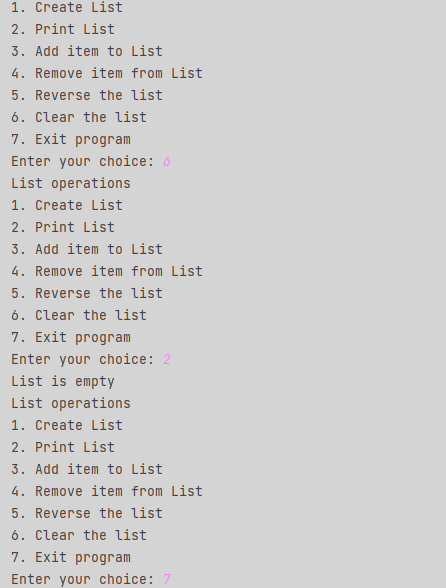 1. Create List
2. Print List
3. Add item to List
4. Remove item from List
5. Reverse the list
6. Clear the list
7. Exit program
Enter your choice: 6
List operations
1. Create List
2. Print List
3. Add item to List
4. Remove item from List
5. Reverse the list
6. Clear the list
7. Exit program
Enter your choice: 2
List is empty
List operations
1. Create List
2. Print List
3. Add item to List
4. Remove item from List
5. Reverse the list
6. Clear the list
7. Exit program
Enter your choice: 7